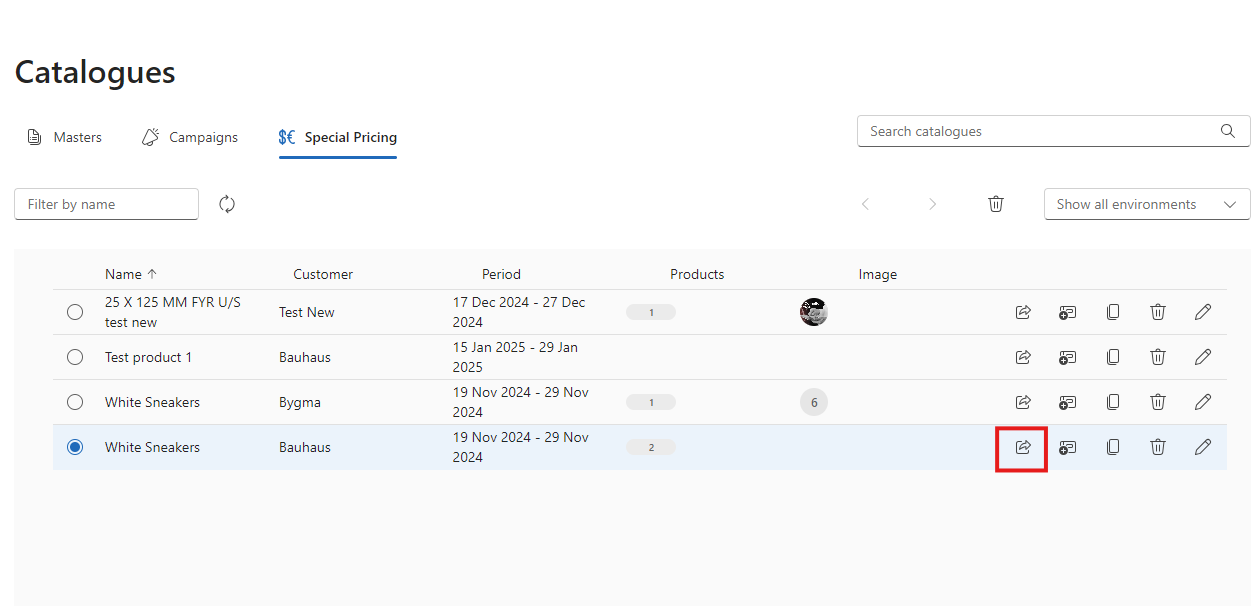 Catalogues
Masters
Campaigns
$€ Special Pricing
Search catalogues
Filter by name
Show all environments
Name ↑ Customer Period Products Image
25 X 125 MM FYR U/S
test new
Test New
17 Dec 2024 - 27 Dec
2024
1
Test product 1
Bauhaus
15 Jan 2025 - 29 Jan
2025
White Sneakers
Bygma
19 Nov 2024 - 29 Nov
2024
1
6
White Sneakers
Bauhaus
19 Nov 2024 - 29 Nov
2024
2